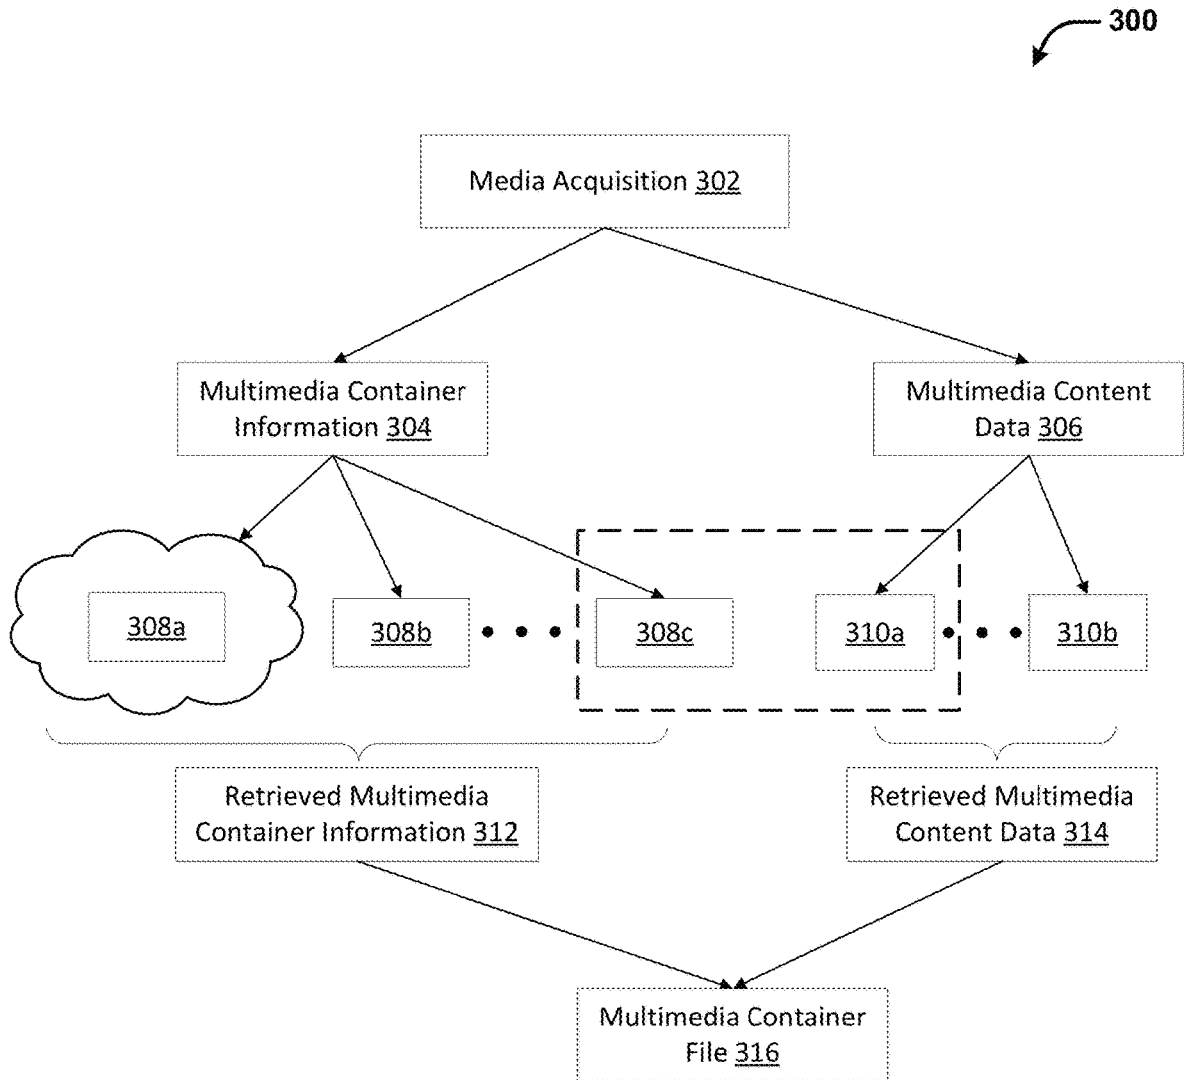 300
Media Acquisition 302
Multimedia Container
Information 304
Multimedia Content
Data 306
308a
308b
308c
310a
310b
Retrieved Multimedia
Container Information 312
Retrieved Multimedia
Content Data 314
Multimedia Container
File 316